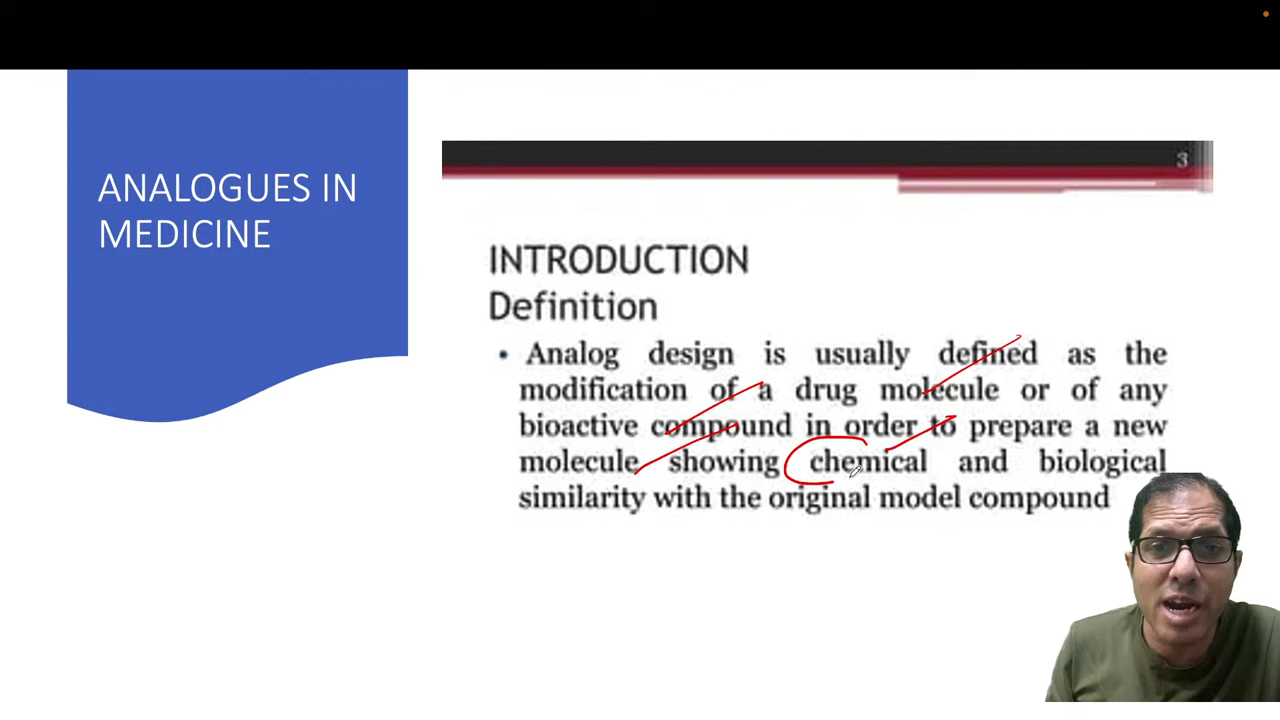 ANALOGUES IN
MEDICINE
3
INTRODUCTION
Definition
• Analog design is usually defined as the
modification of a drug molecule or of any
bioactive compound in order to prepare a new
molecule showing chemical and biological
similarity with the original model compound